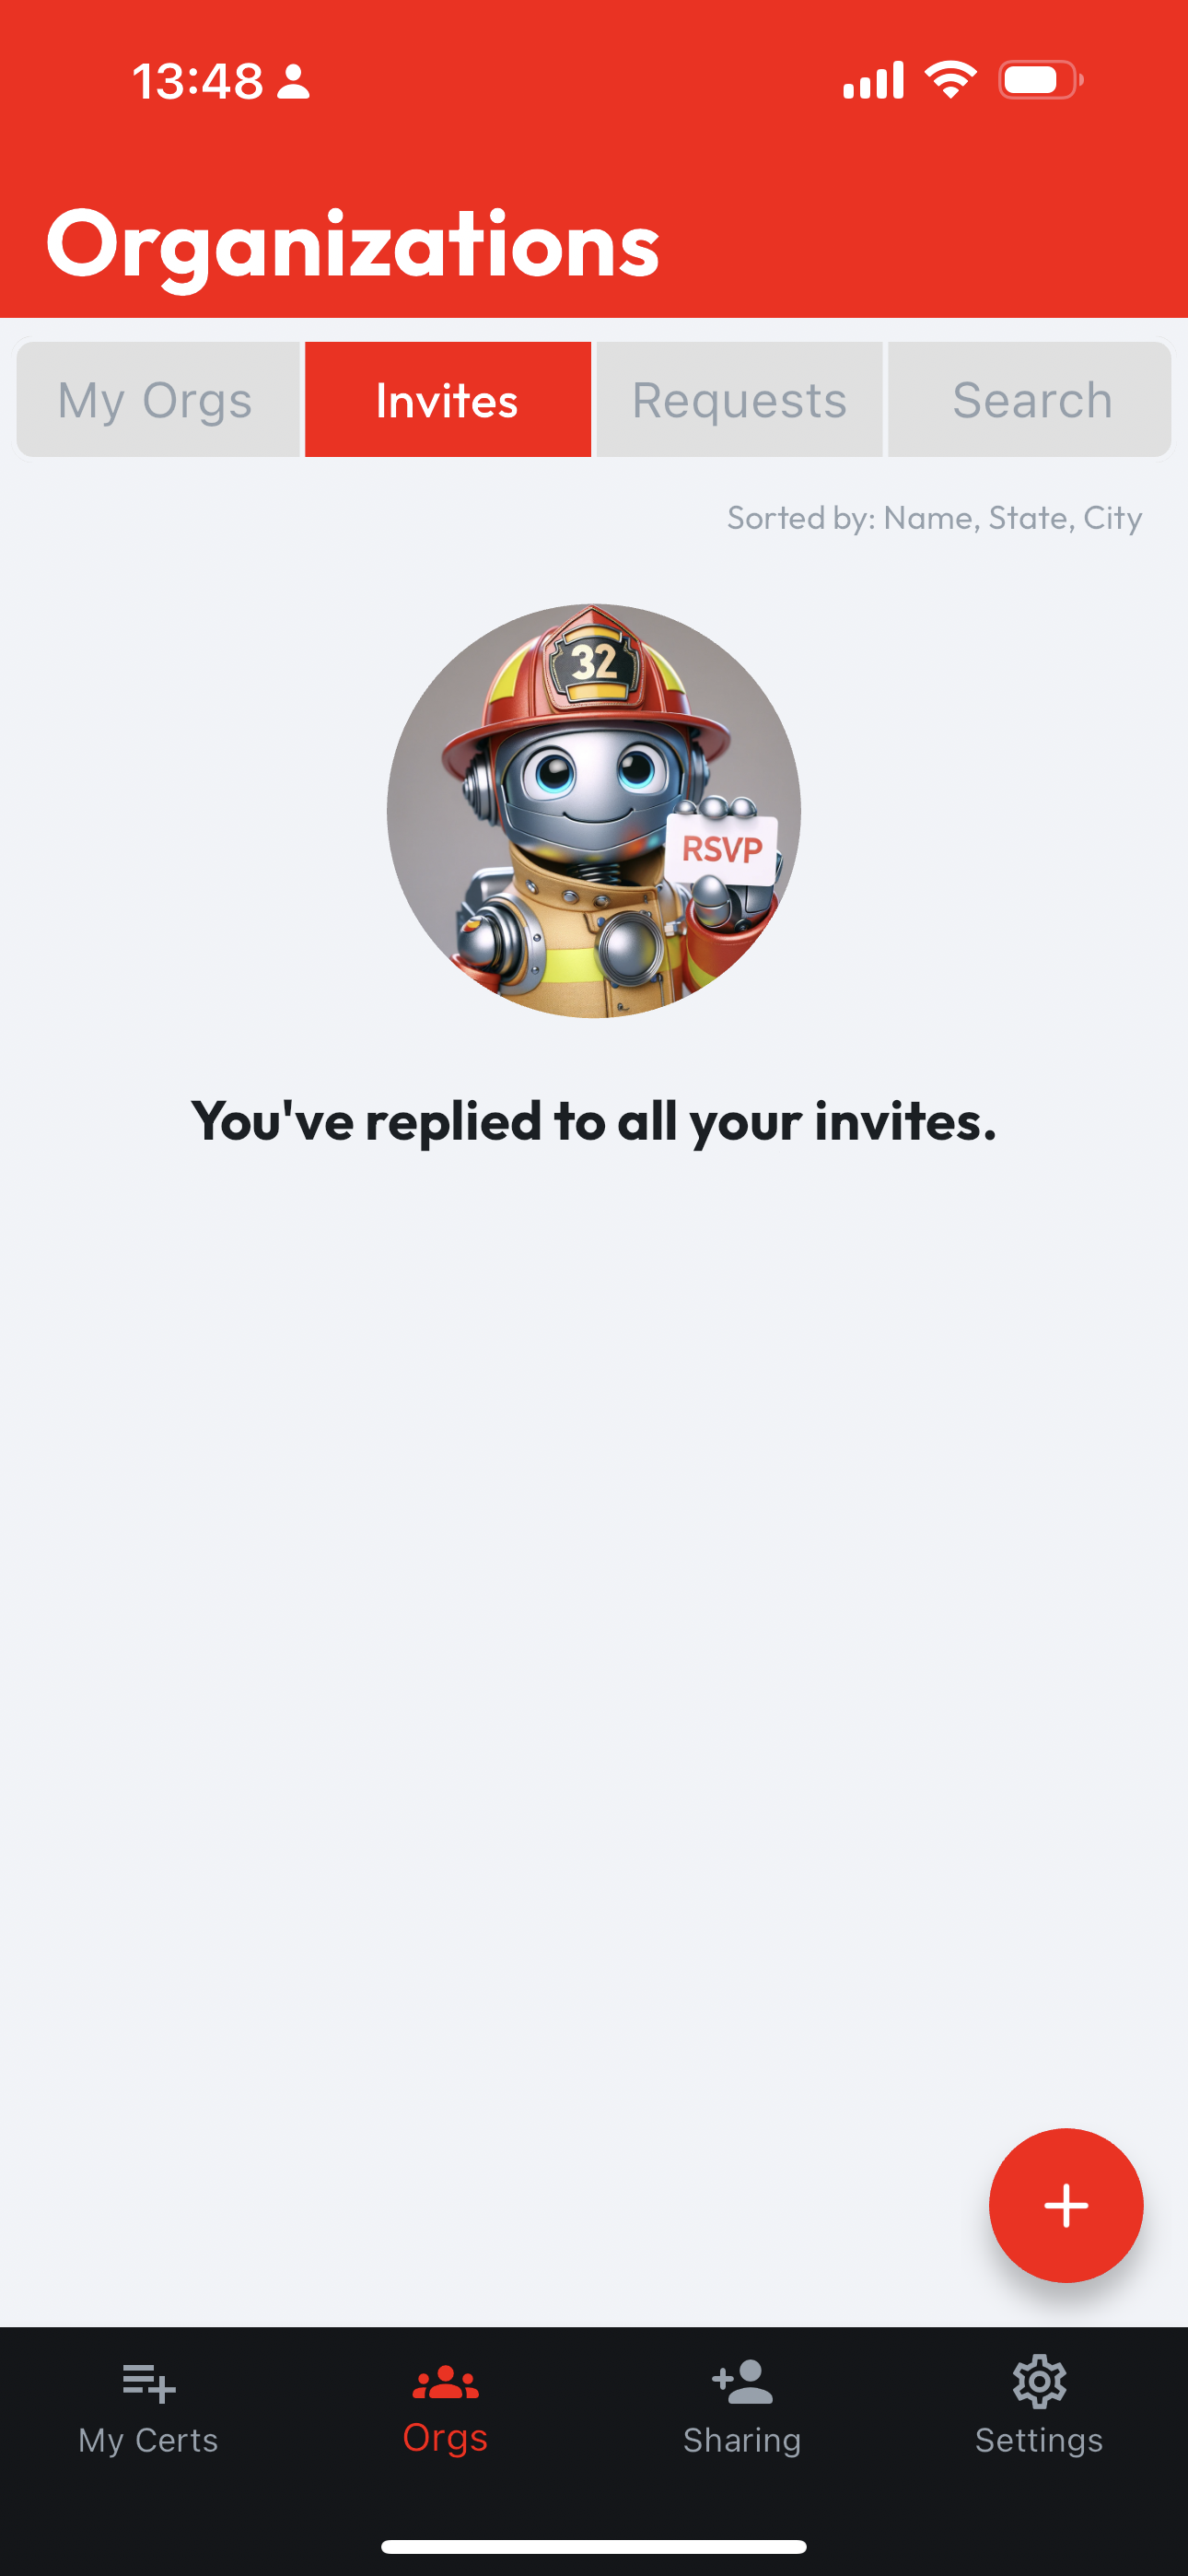 13:48
Organizations
My Orgs Invites Requests Search
Sorted by: Name, State, City
32
RSVP
You've replied to all your invites.
My Certs Orgs Sharing Settings